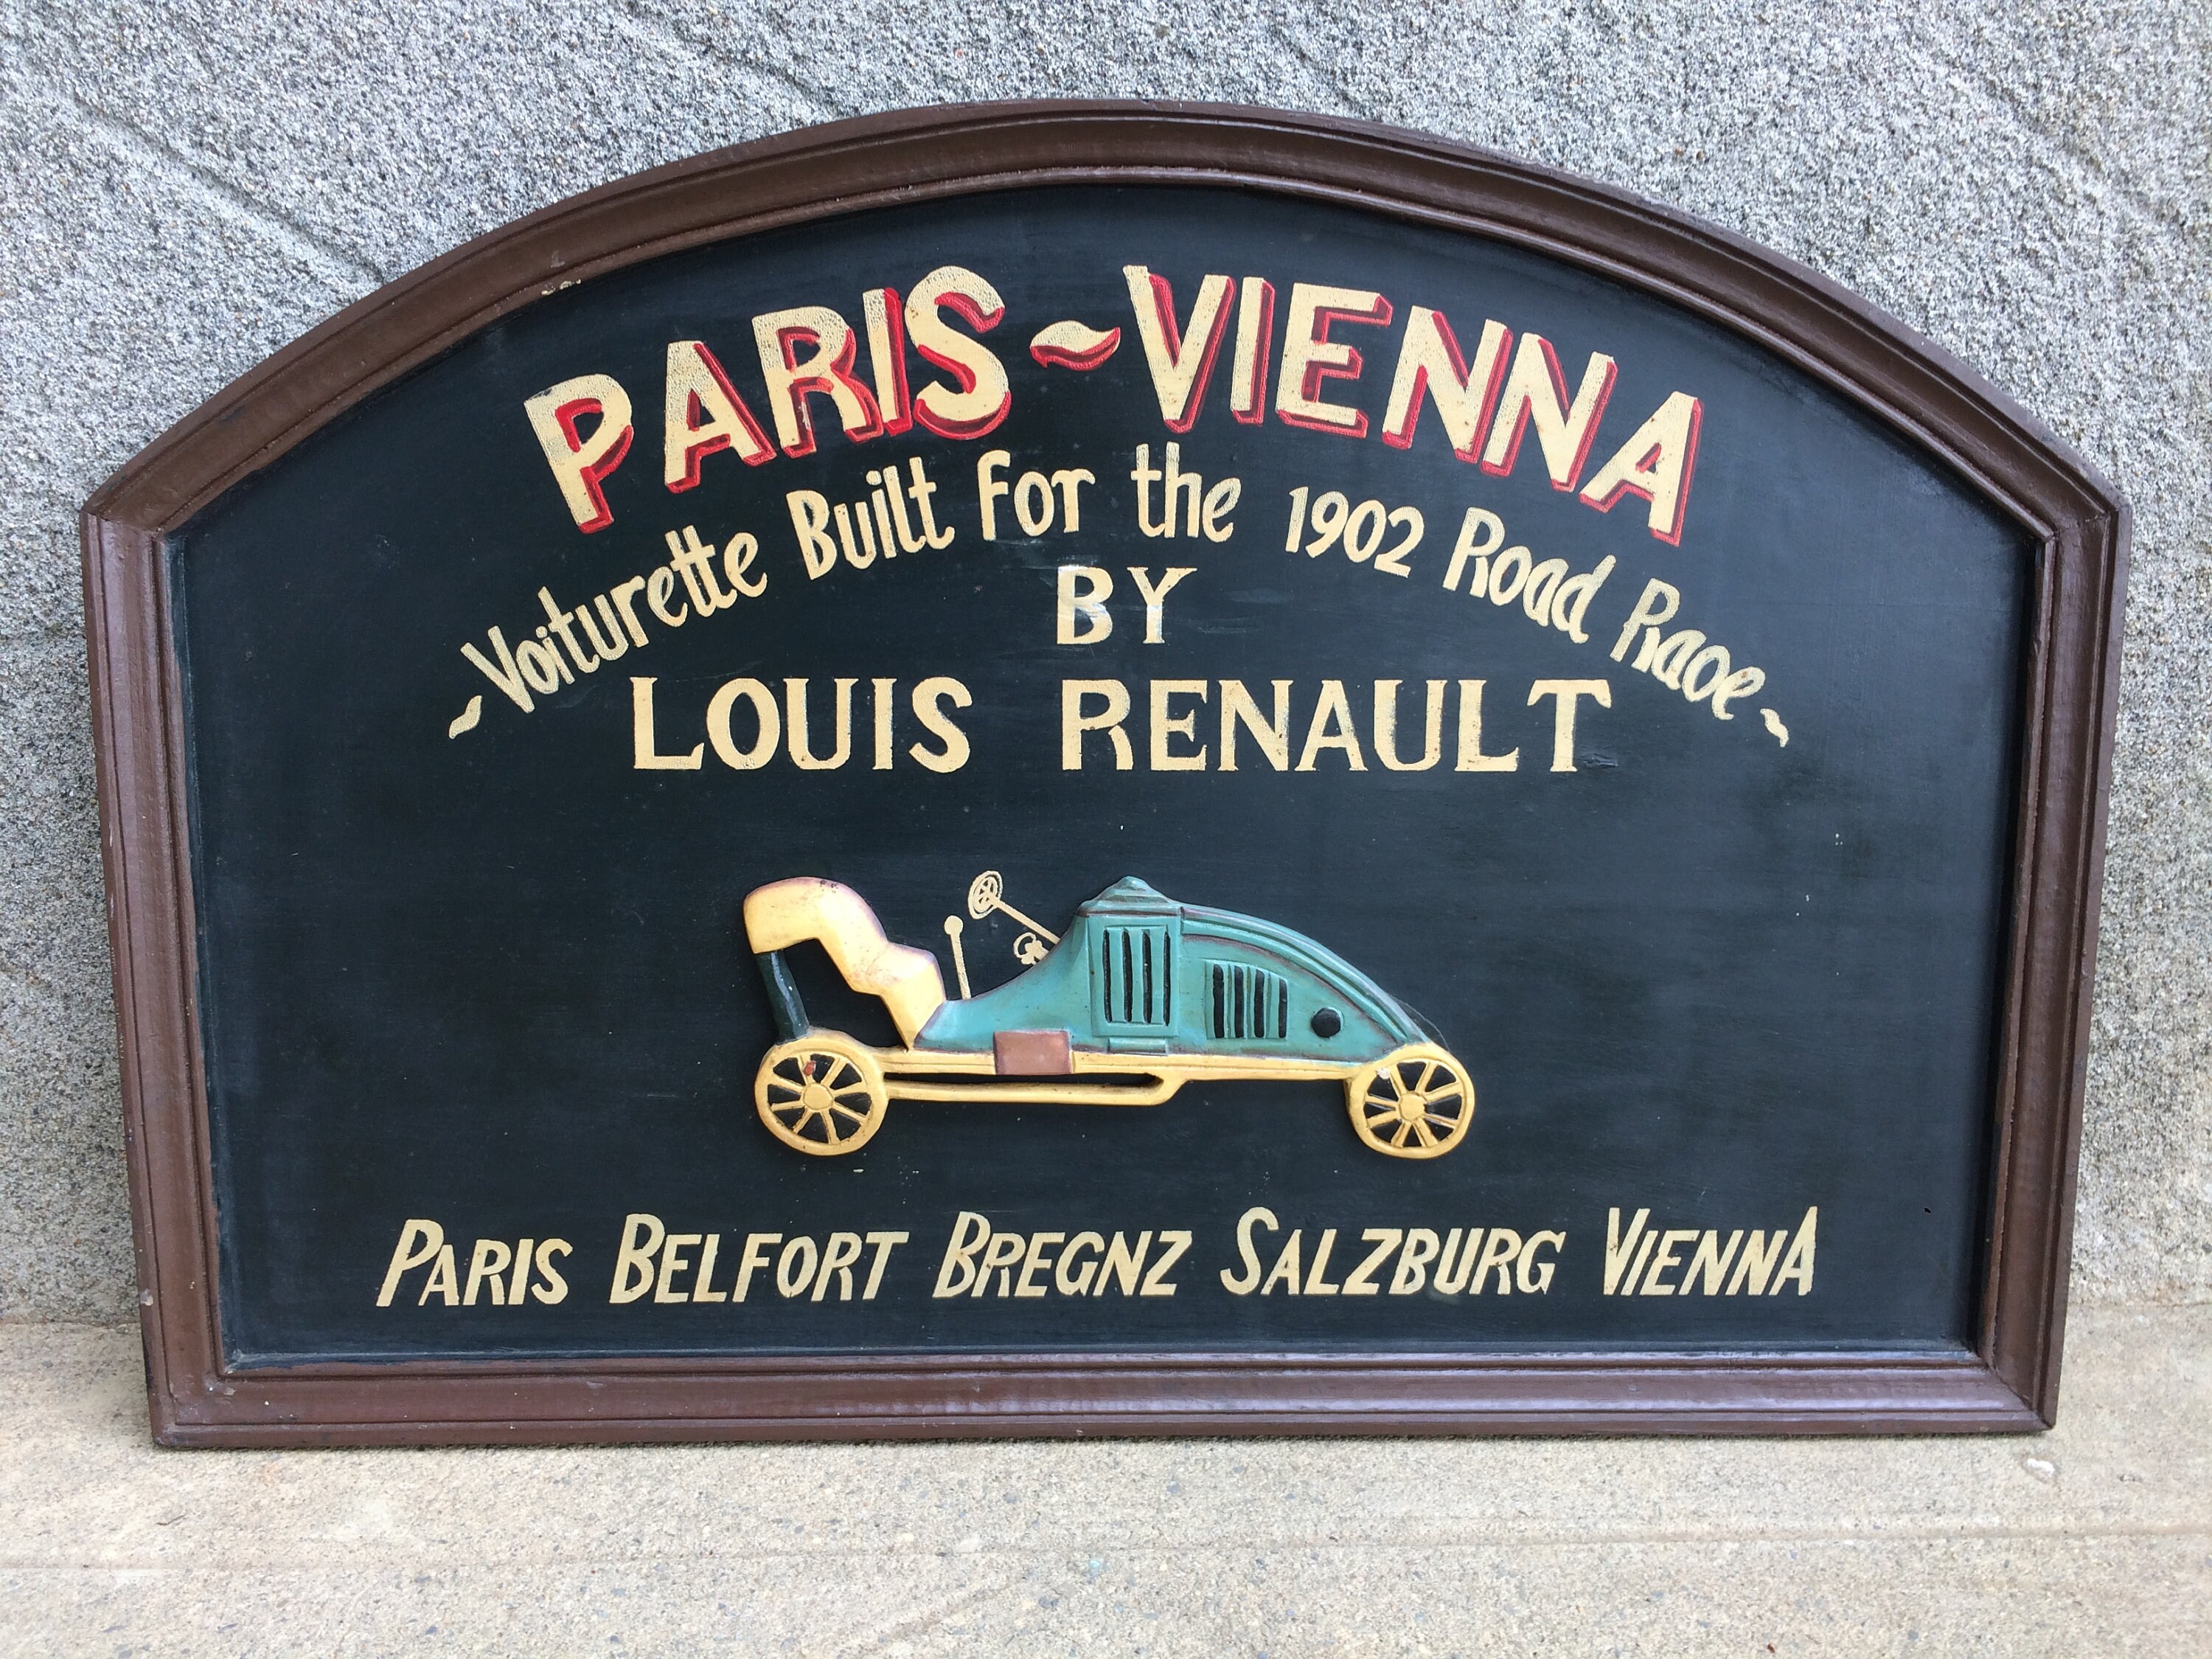 PARIS~VIENNA
~Voiturette Built For the 1902 Road Raoe~
BY
LOUIS RENAULT
PARIS BELFORT BREGNZ SALZBURG VIENNA